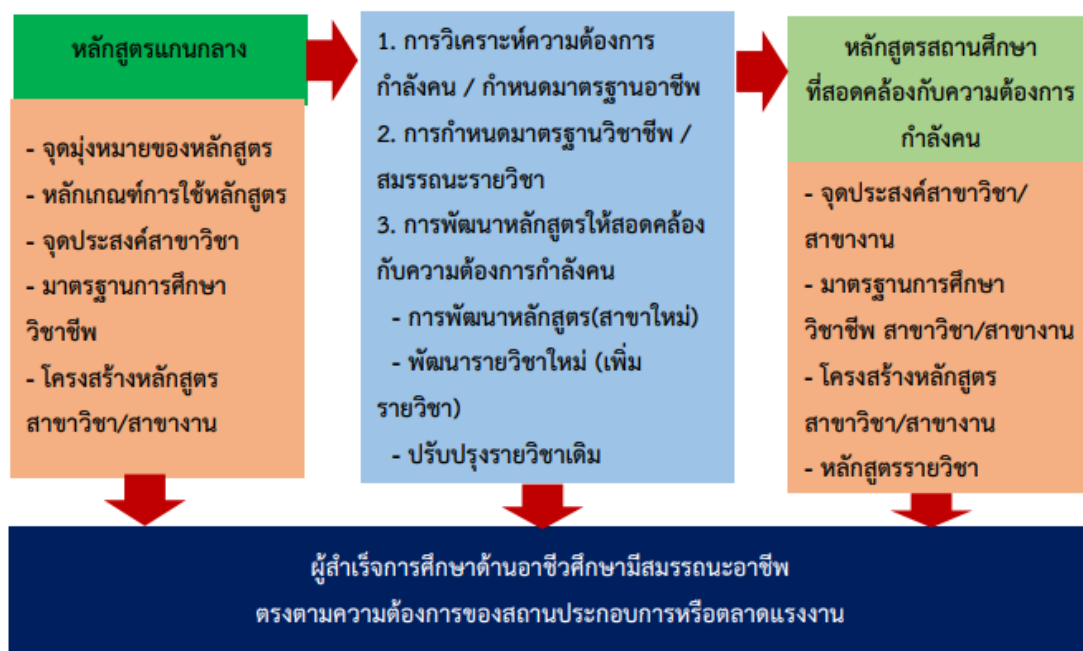 หลักสูตรแกนกลาง
- จุดมุ่งหมายของหลักสูตร
- หลักเกณฑ์การใช้หลักสูตร
- จุดประสงค์สาขาวิชา
- มาตรฐานการศึกษา
วิชาชีพ
- โครงสร้างหลักสูตร
สาขาวิชา/สาขางาน
1. การวิเคราะห์ความต้องการ
กำลังคน / กำหนดมาตรฐานอาชีพ
2. การกำหนดมาตรฐานวิชาชีพ /
สมรรถนะรายวิชา
3. การพัฒนาหลักสูตรให้สอดคล้อง
กับความต้องการกำลังคน
- การพัฒนาหลักสูตร(สาขาใหม่)
- พัฒนารายวิชาใหม่ (เพิ่ม
รายวิชา)
- ปรับปรุงรายวิชาเดิม
หลักสูตรสถานศึกษา
ที่สอดคล้องกับความต้องการ
กำลังคน
- จุดประสงค์สาขาวิชา/
สาขางาน
- มาตรฐานการศึกษา
วิชาชีพ สาขาวิชา/สาขางาน
- โครงสร้างหลักสูตร
สาขาวิชา/สาขางาน
- หลักสูตรรายวิชา
ผู้สำเร็จการศึกษาด้านอาชีวศึกษามีสมรรถนะอาชีพ
ตรงตามความต้องการของสถานประกอบการหรือตลาดแรงงาน